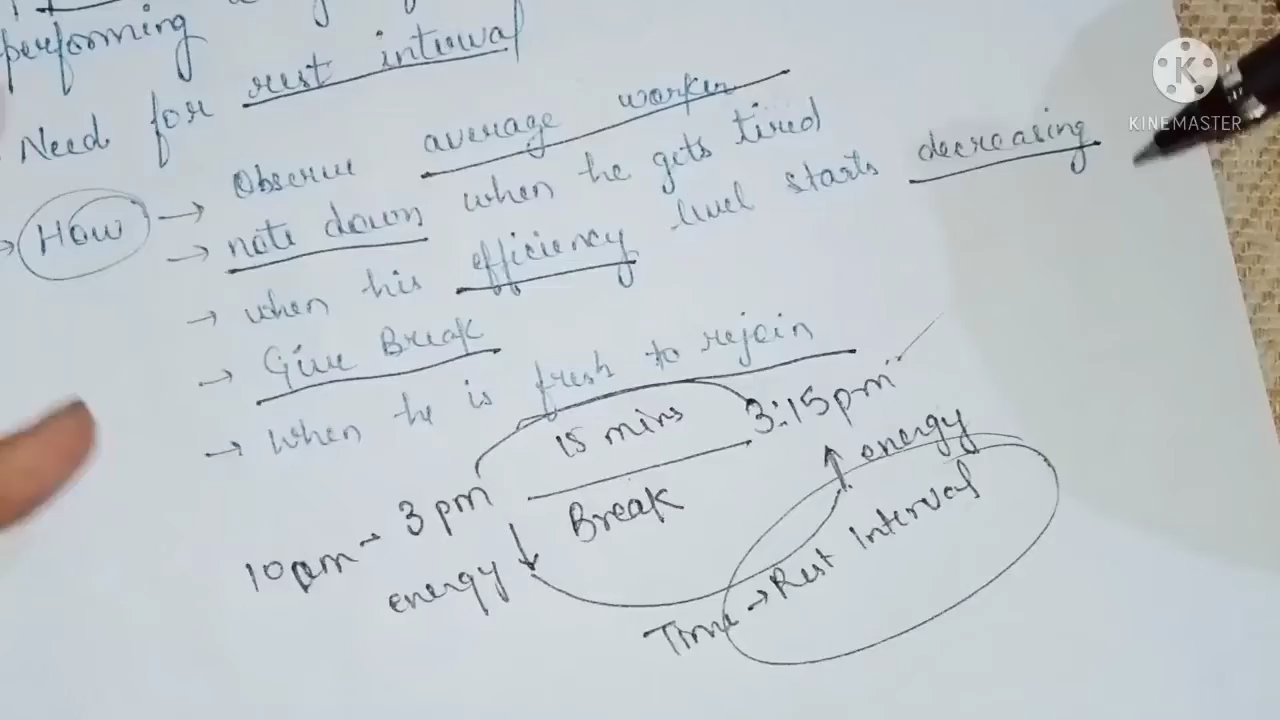 performing
Need for rest interval
How → Observe average worker
→ note down when he gets tired
→ when his efficiency level starts decreasing
→ Give Break
→ when he is fresh to rejoin
15 mins
3:15pm
10am - 3pm
Break
↑ energy
energy ↓
Time → Rest Interval
KINEMASTER